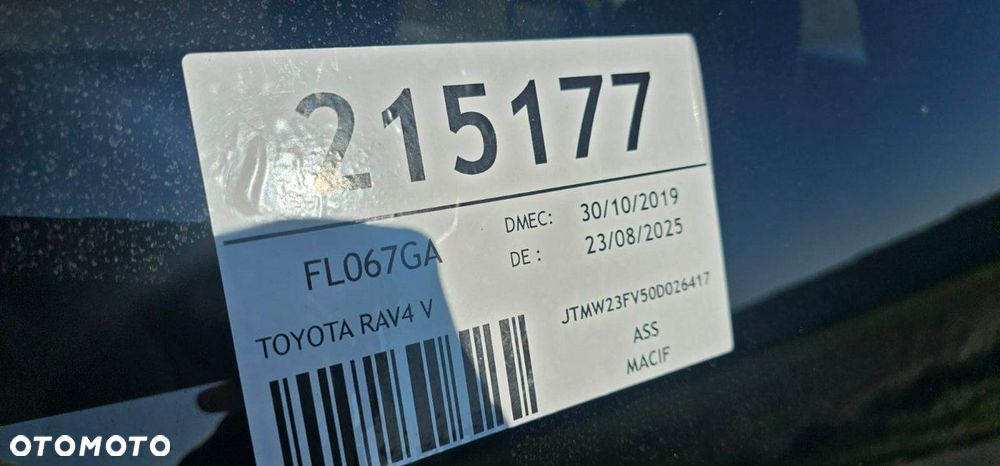 215177
DMEC: 30/10/2019
FL067GA
DE : 23/08/2025
TOYOTA RAV4 V
JTMW23FV50D026417
ASS
MACIF
OTOMOTO